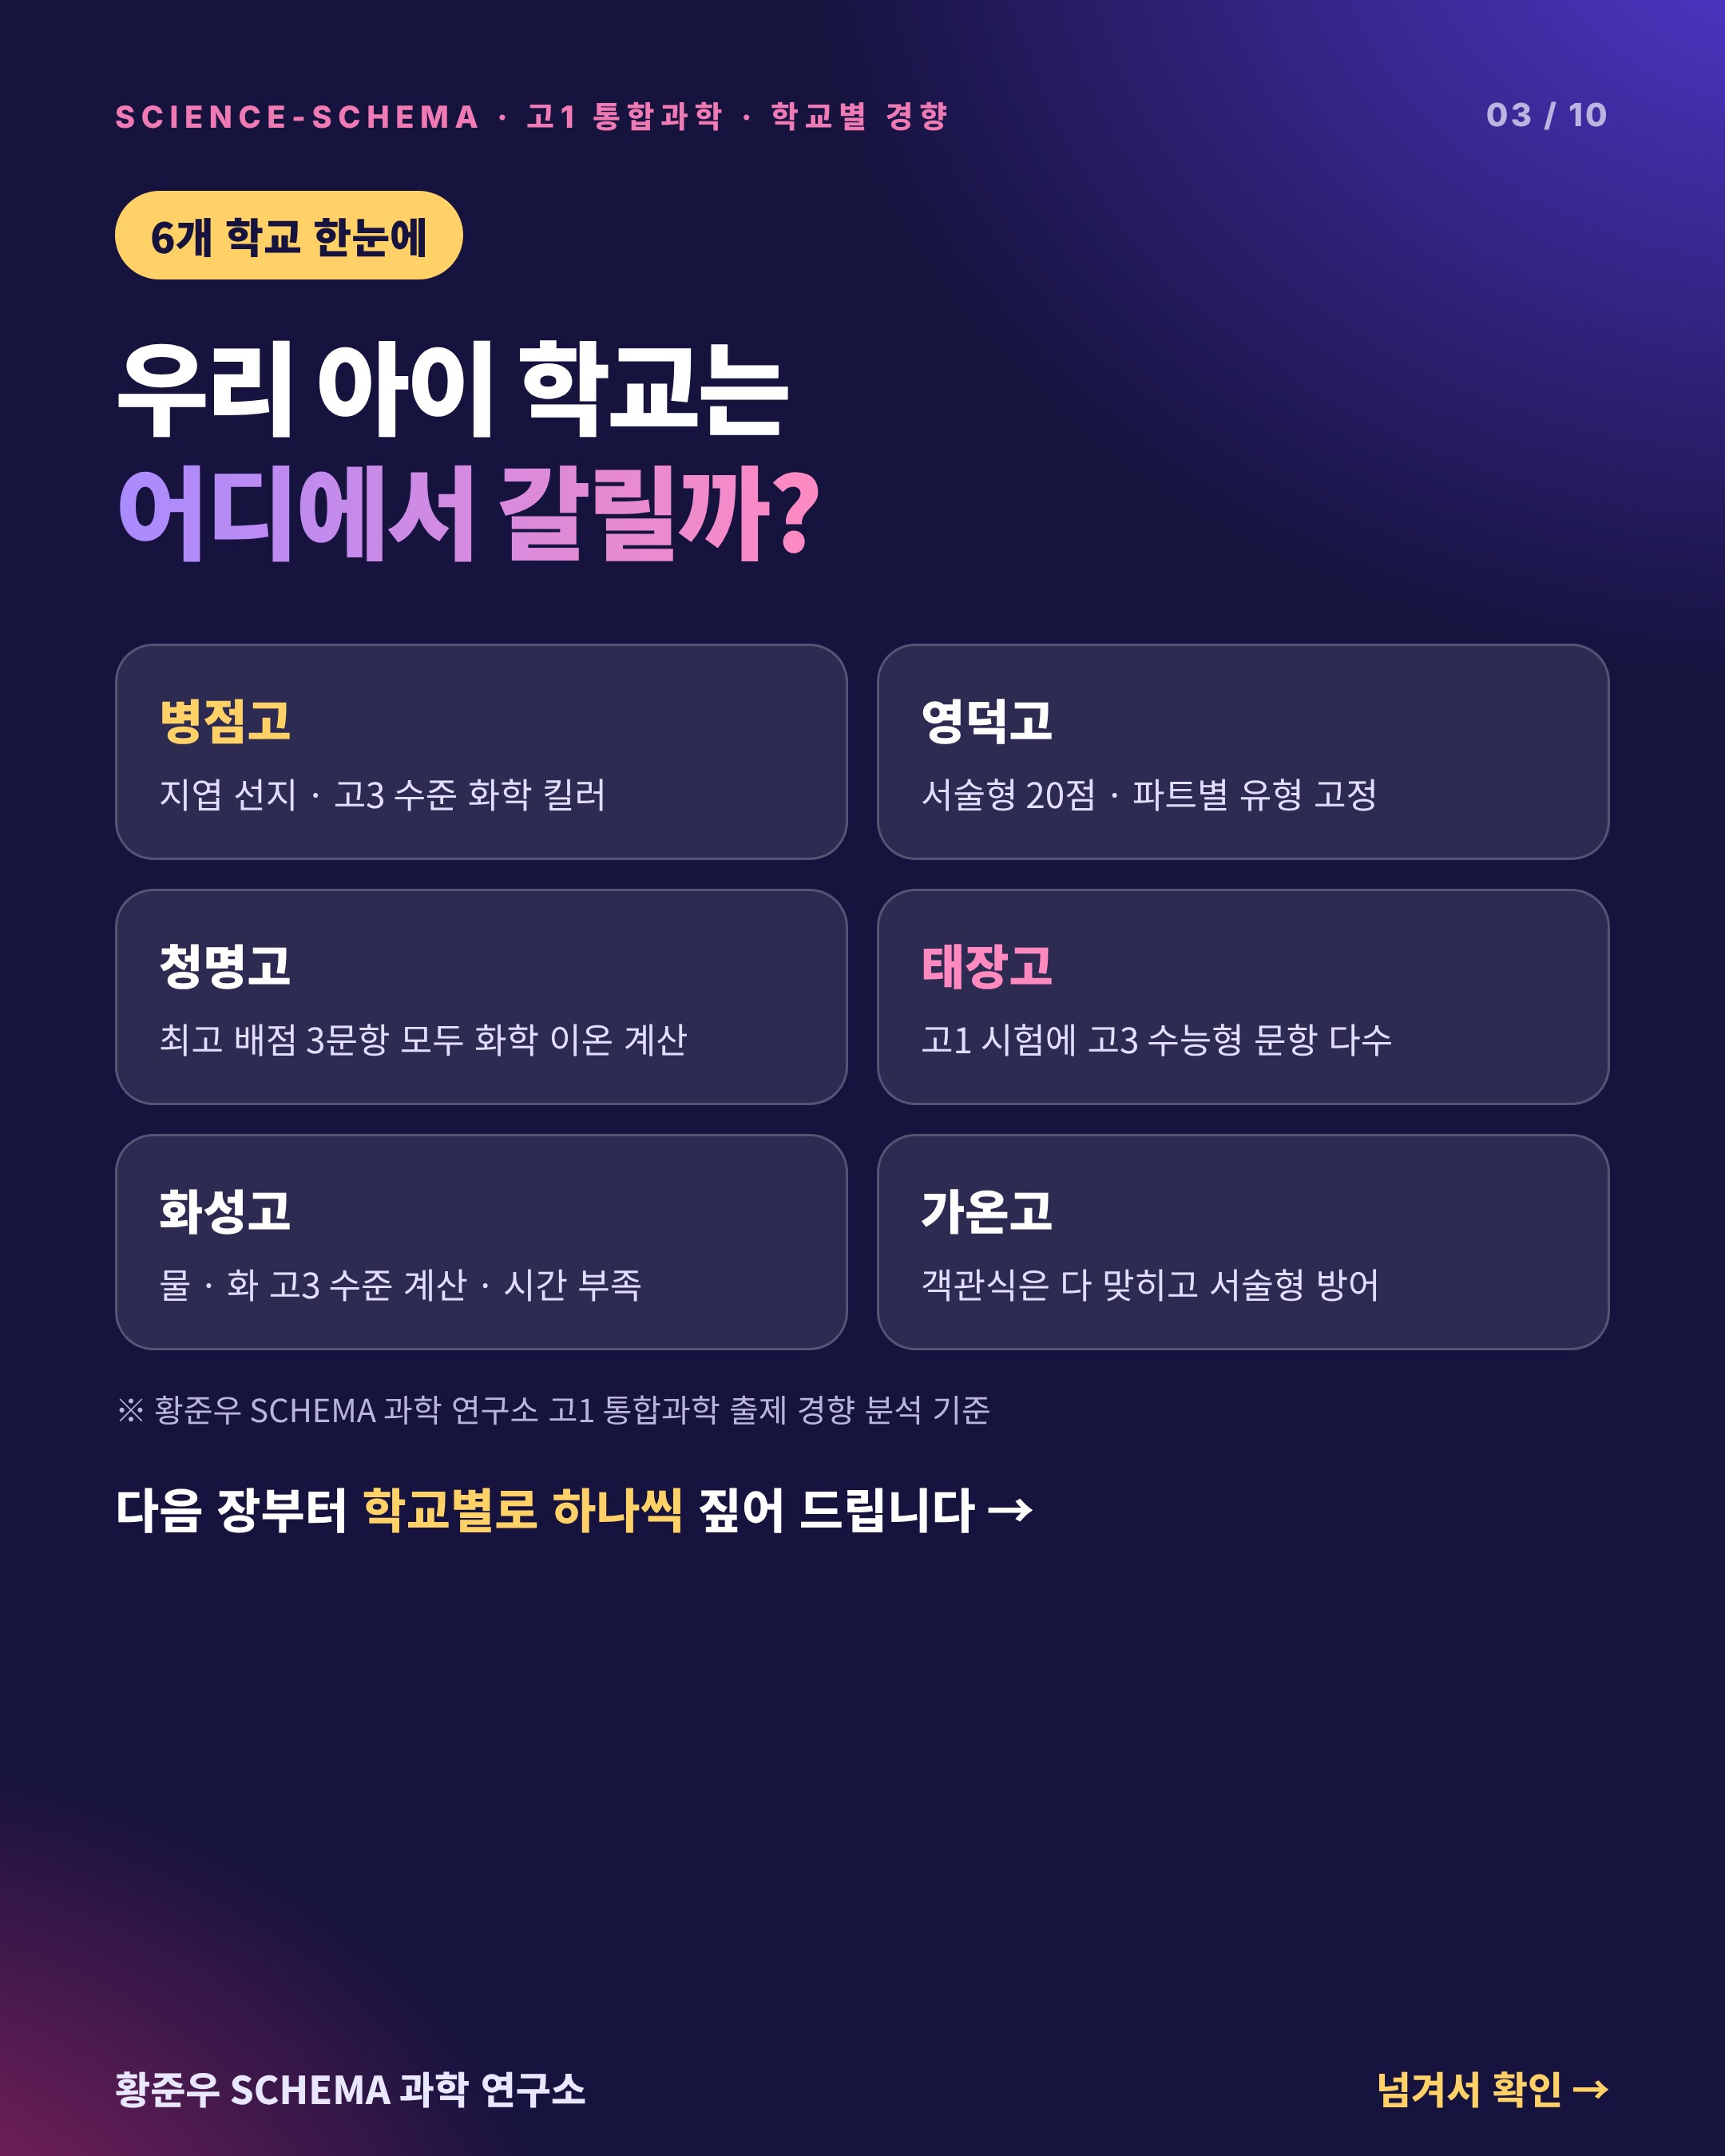 SCIENCE-SCHEMA · 고1 통합과학 · 학교별 경향
03 / 10
6개 학교 한눈에
우리 아이 학교는
어디에서 갈릴까?
병점고
지엽 선지 · 고3 수준 화학 킬러
영덕고
서술형 20점 · 파트별 유형 고정
청명고
최고 배점 3문항 모두 화학 이온 계산
태장고
고1 시험에 고3 수능형 문항 다수
화성고
물 · 화 고3 수준 계산 · 시간 부족
가온고
객관식은 다 맞히고 서술형 방어
※ 황준우 SCHEMA 과학 연구소 고1 통합과학 출제 경향 분석 기준
다음 장부터 학교별로 하나씩 짚어 드립니다 →
황준우 SCHEMA 과학 연구소
넘겨서 확인 →